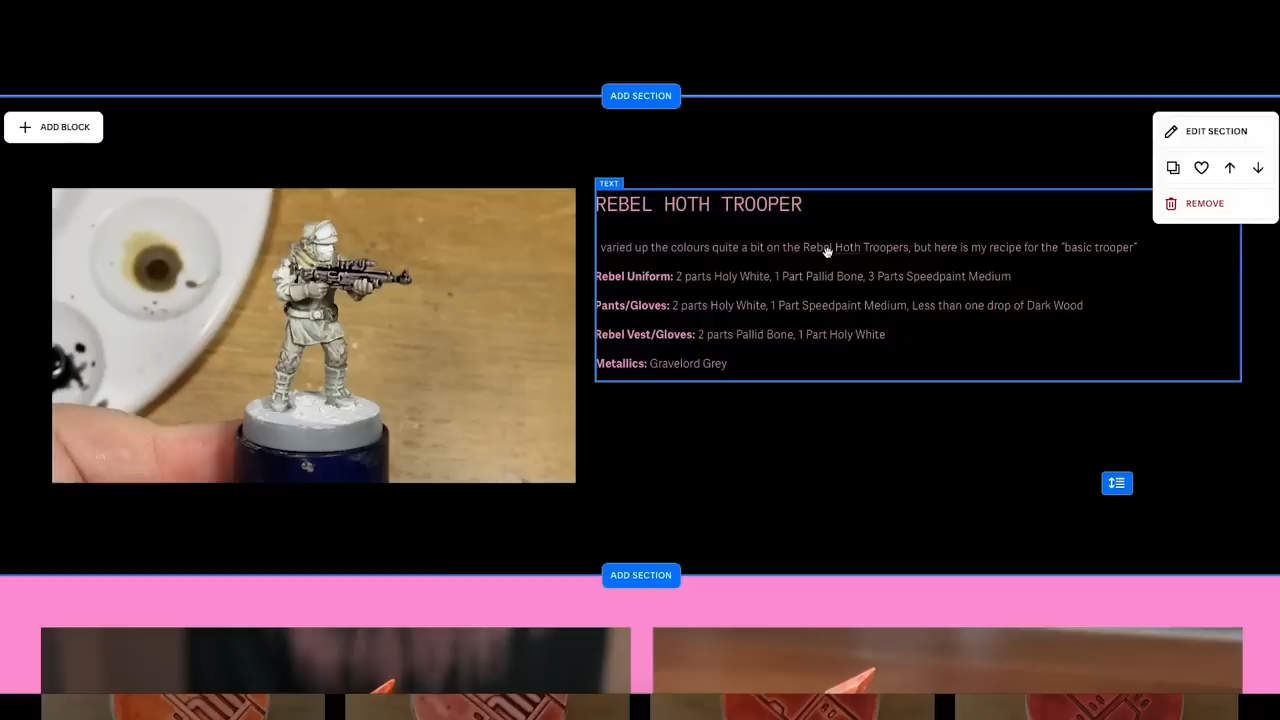 ADD SECTION
ADD BLOCK
EDIT SECTION
REMOVE
TEXT
REBEL HOTH TROOPER
varied up the colours quite a bit on the Rebel Hoth Troopers, but here is my recipe for the "basic trooper"
Rebel Uniform: 2 parts Holy White, 1 Part Pallid Bone, 3 Parts Speedpaint Medium
Pants/Gloves: 2 parts Holy White, 1 Part Speedpaint Medium, Less than one drop of Dark Wood
Rebel Vest/Gloves: 2 parts Pallid Bone, 1 Part Holy White
Metallics: Gravelord Grey
ADD SECTION